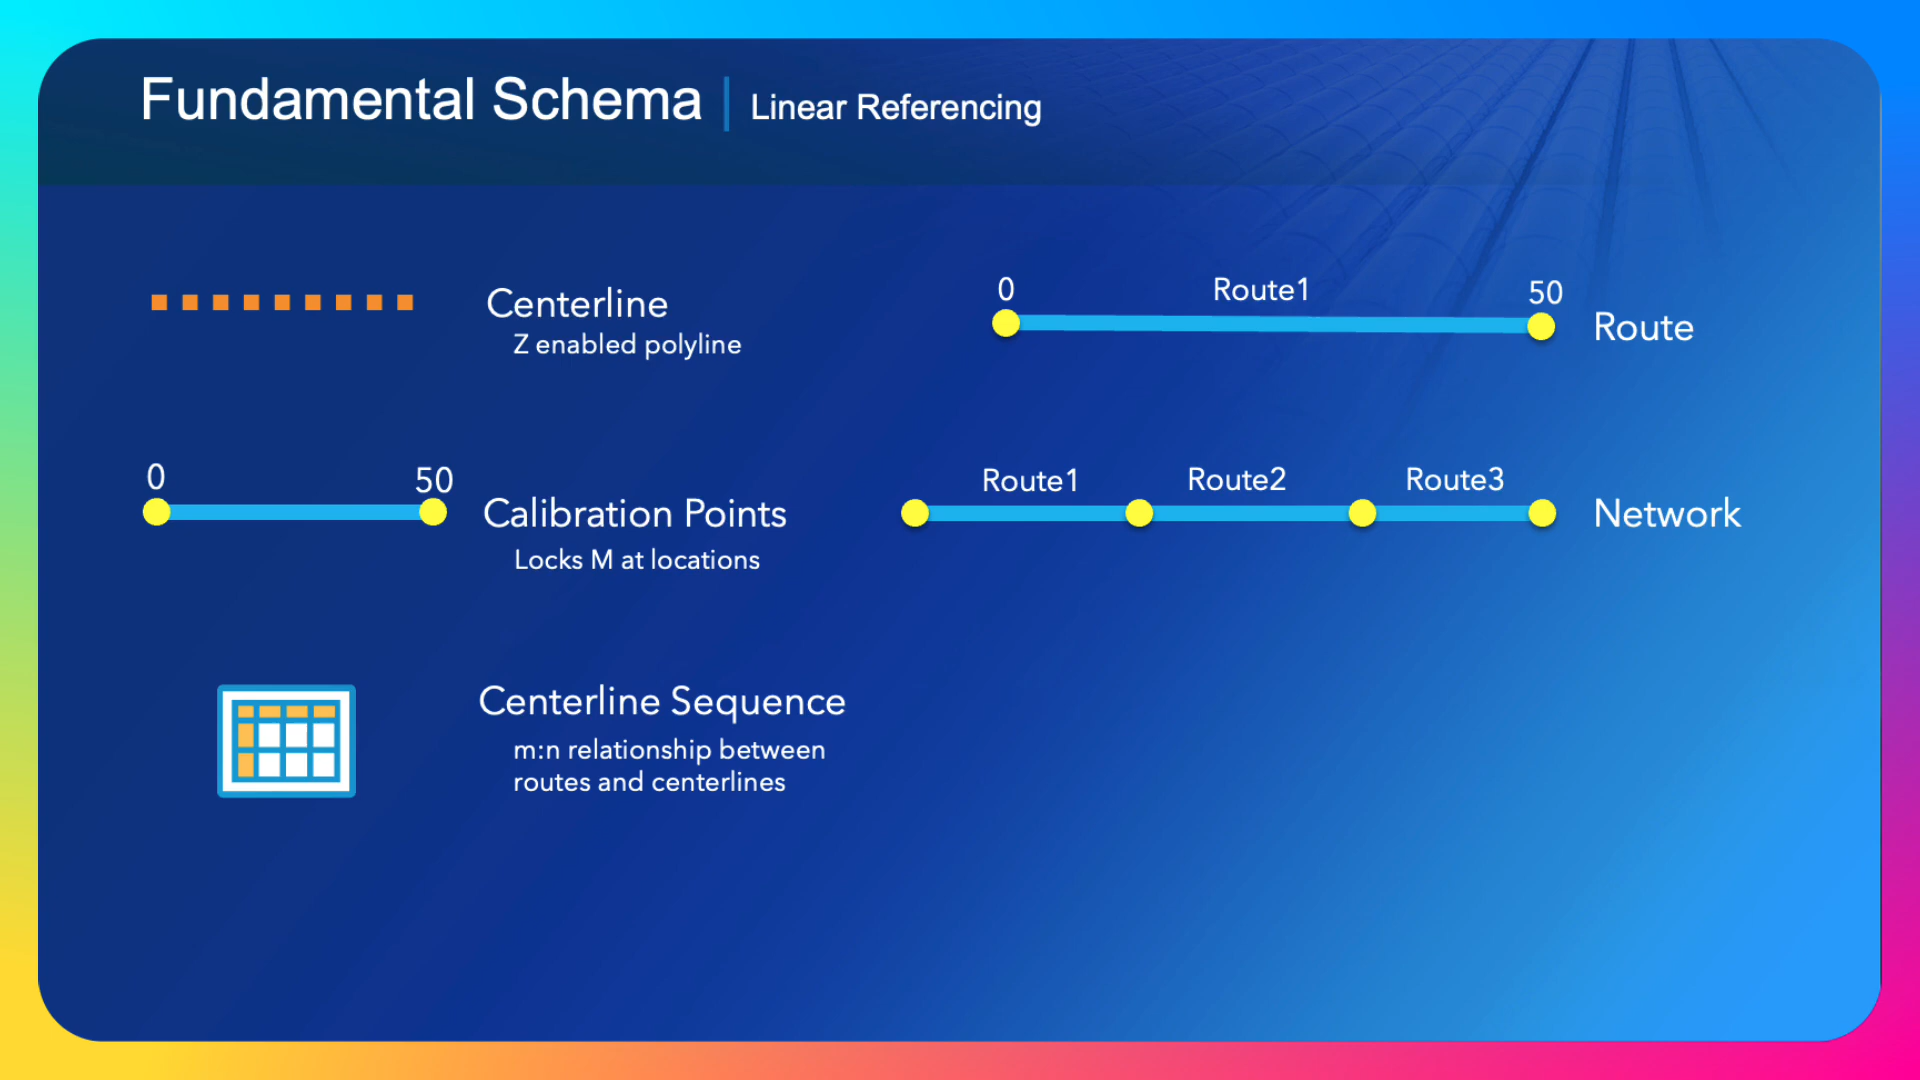 Fundamental Schema | Linear Referencing
Centerline
Z enabled polyline
0 50
Calibration Points
Locks M at locations
Centerline Sequence
m:n relationship between
routes and centerlines
0 Route1 50
Route
Route1 Route2 Route3
Network